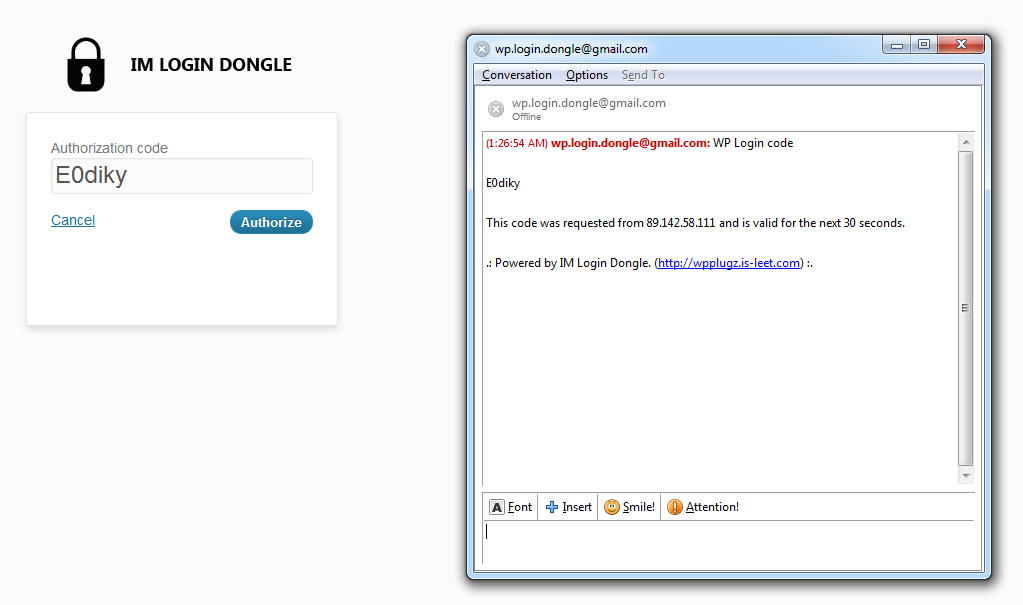 IM LOGIN DONGLE
Authorization code
E0diky
Cancel
Authorize
wp.login.dongle@gmail.com
Conversation Options Send To
wp.login.dongle@gmail.com
Offline
(1:26:54 AM) wp.login.dongle@gmail.com: WP Login code
E0diky
This code was requested from 89.142.58.111 and is valid for the next 30 seconds.
.: Powered by IM Login Dongle. (http://wpplugz.is-leet.com) :.
A Font Insert Smile! Attention!